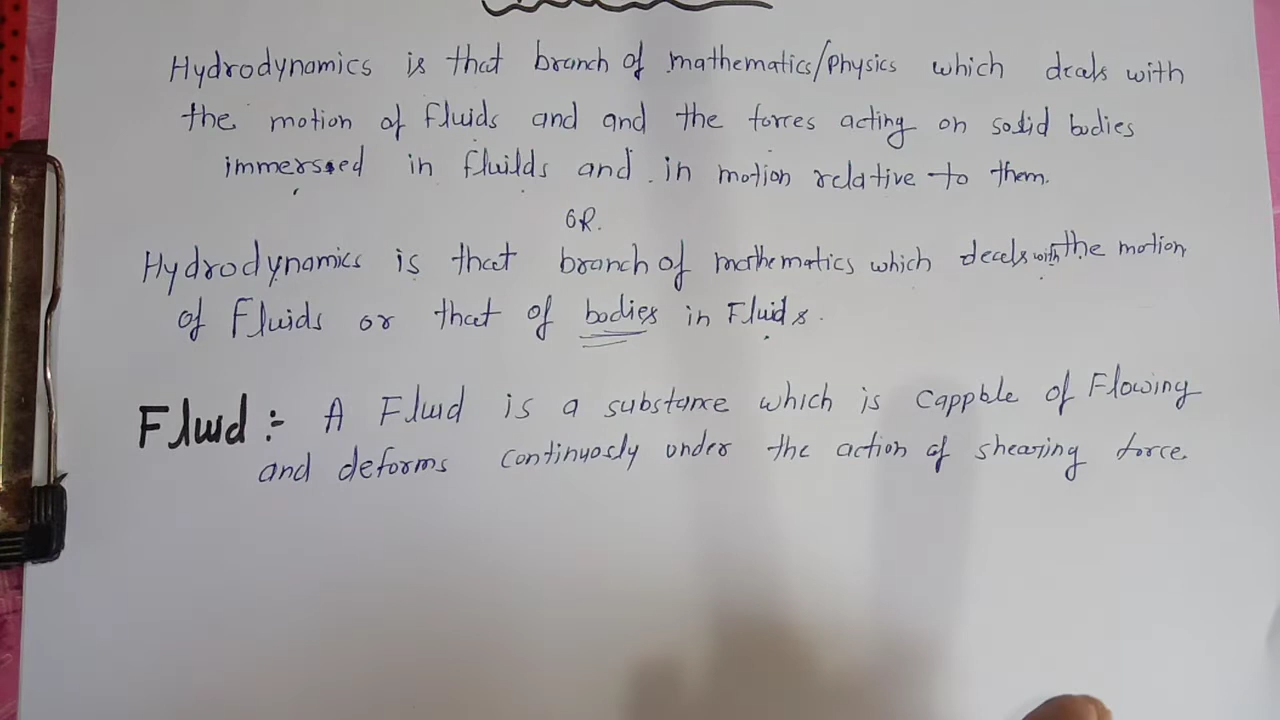 Hydrodynamics is that branch of mathematics/Physics which deals with
the motion of Fluids and and the forces acting on solid bodies
immerssed in fluilds and in motion relative to them.
OR.
Hydrodynamics is that branch of mathematics which deals with the motion
of Fluids or that of bodies in Fluids.
Fluid :- A Fluid is a substance which is Cappble of Flowing
and deforms continuosly under the action of shearing force.